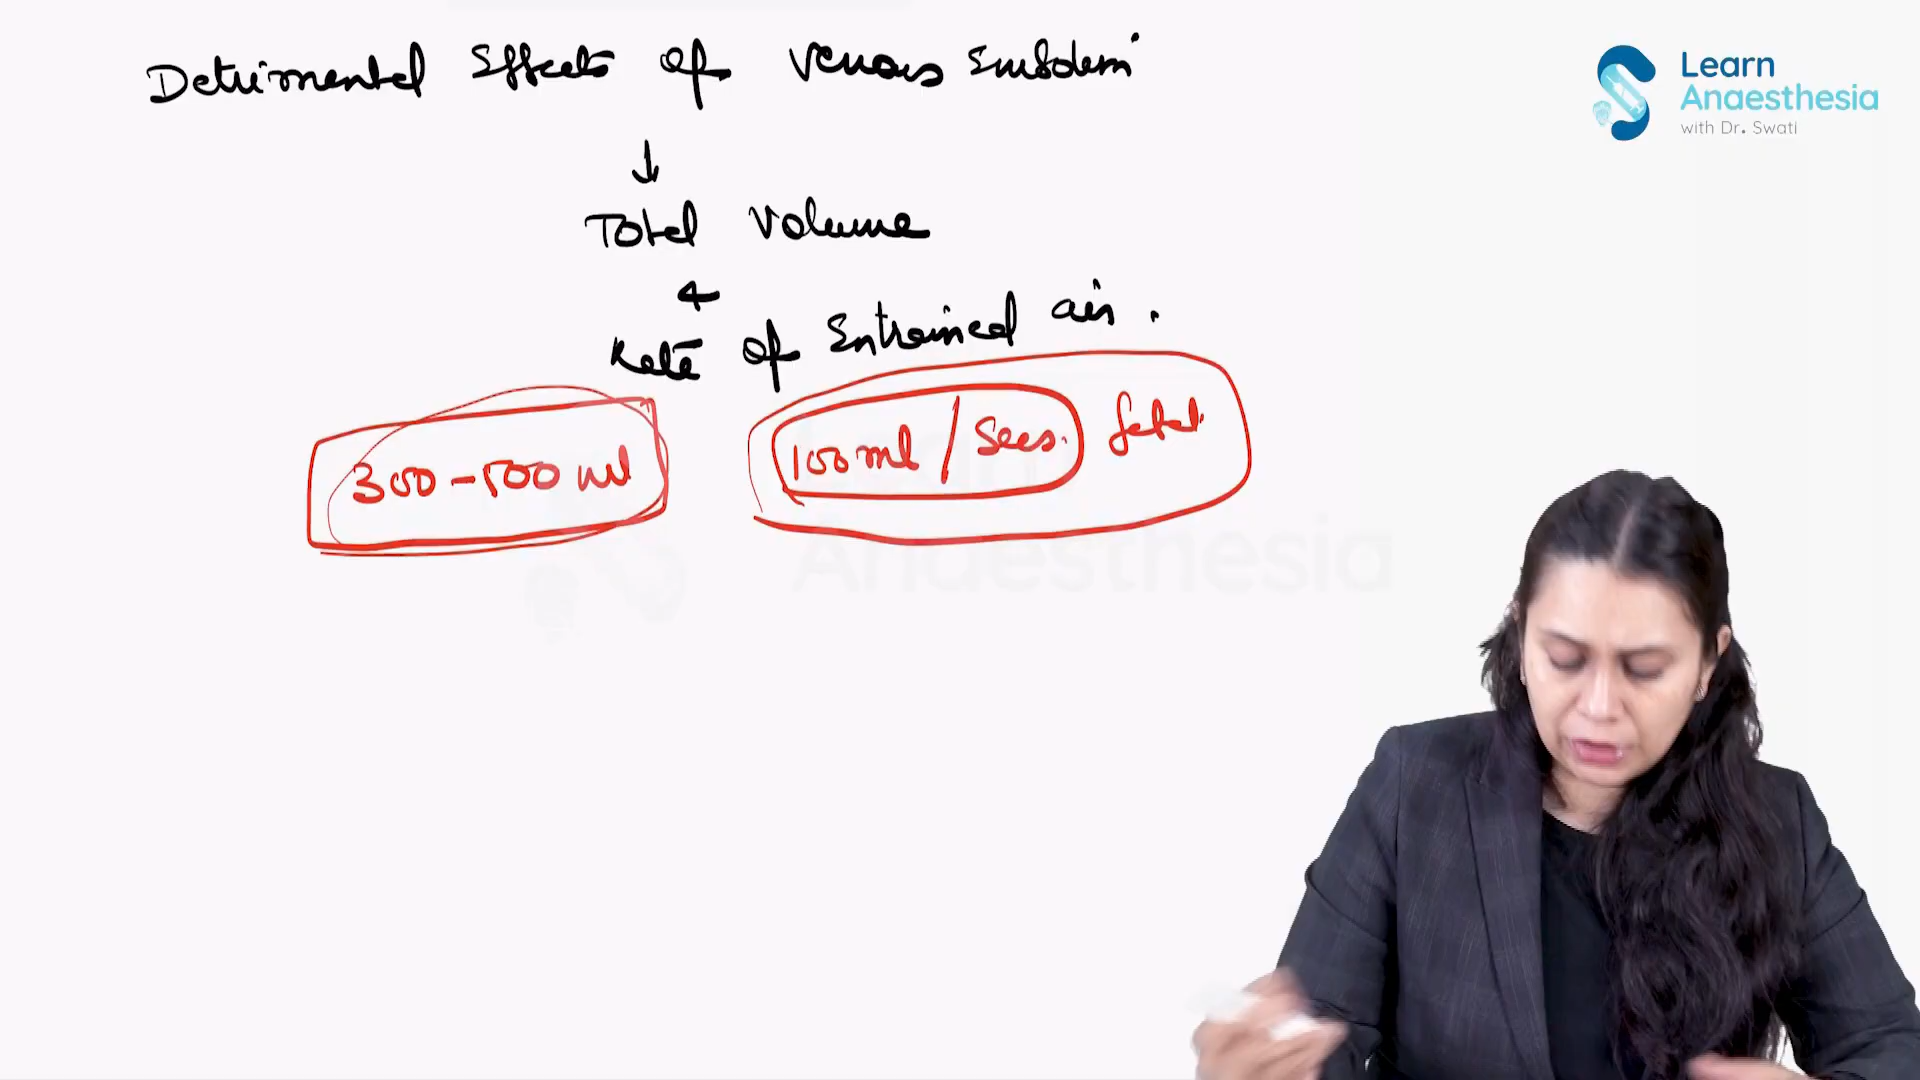 Detrimental Effects of Venous Embolism
↓
Total Volume
&
Rate of Entrained air.
300-500 ml
100 ml / Secs. fatal.
Learn
Anaesthesia
with Dr. Swati
Anaesthesia